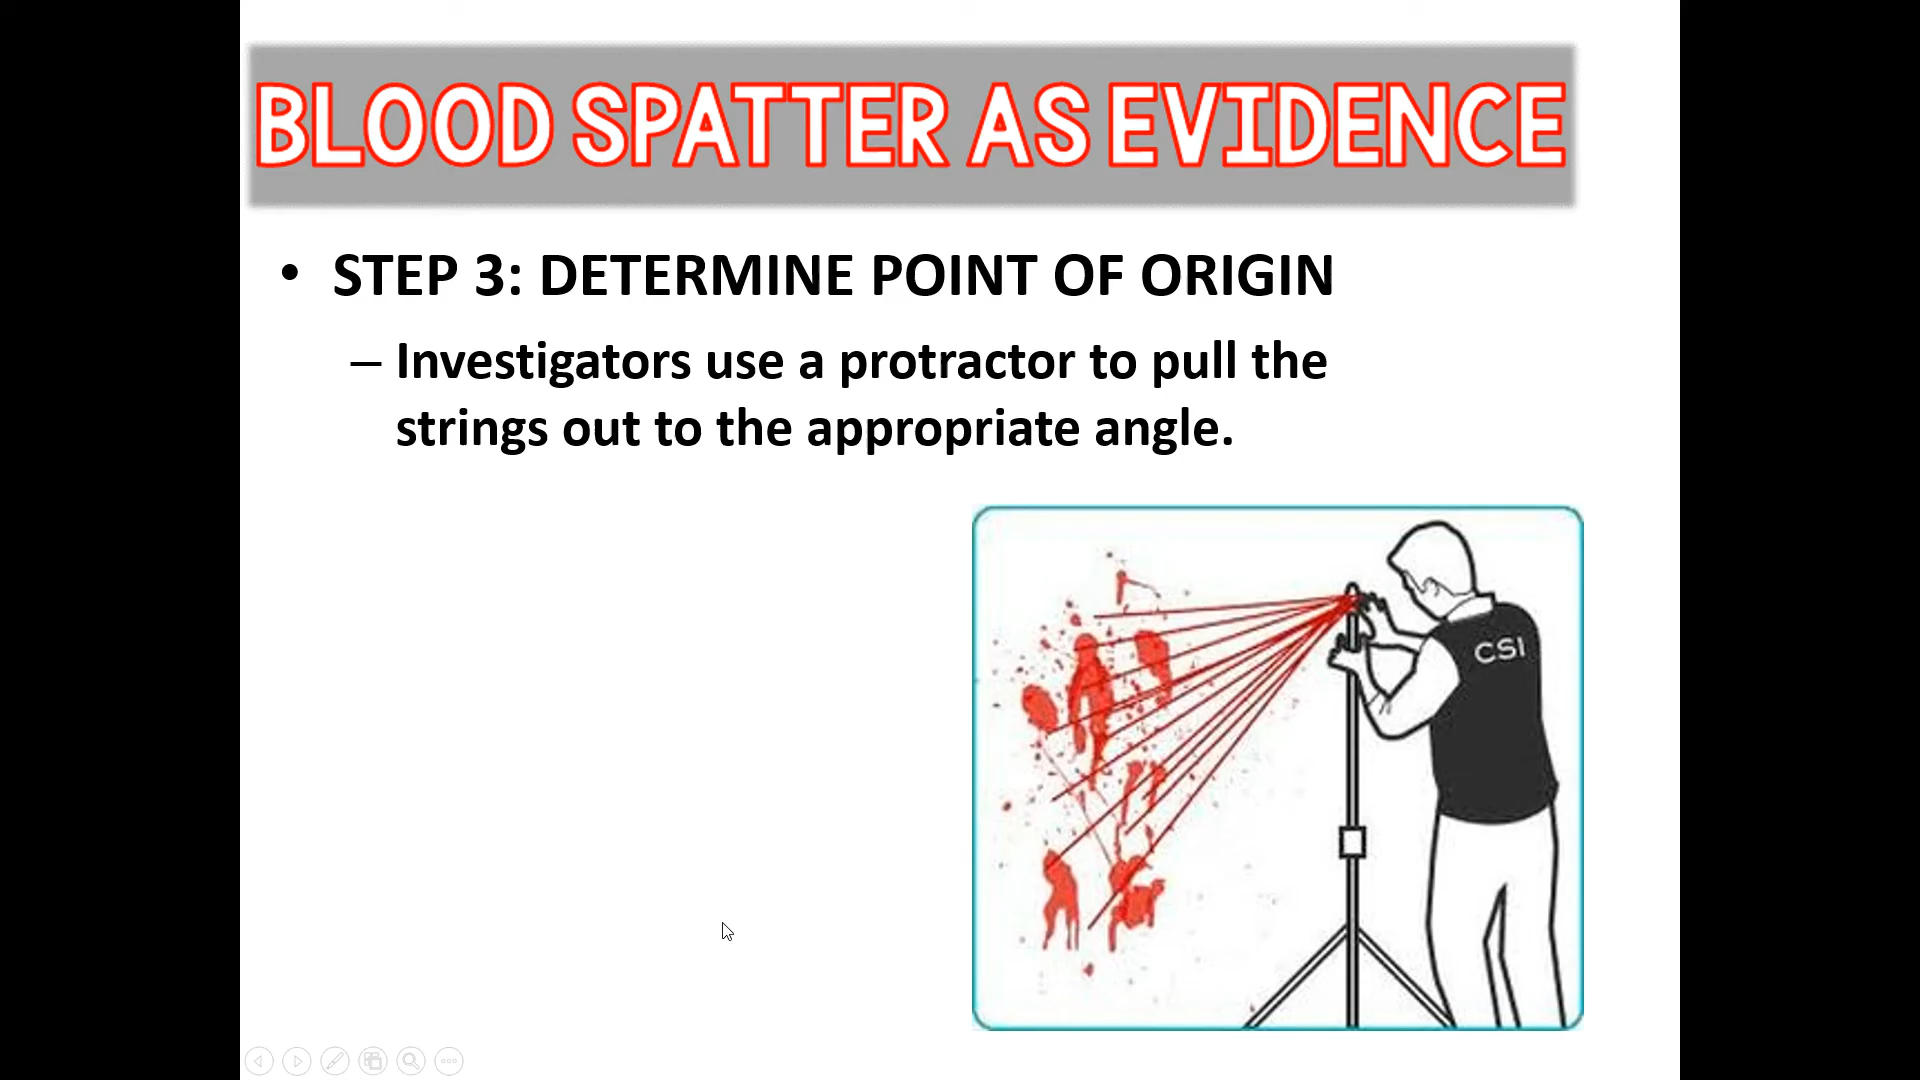 BLOOD SPATTER AS EVIDENCE
• STEP 3: DETERMINE POINT OF ORIGIN
– Investigators use a protractor to pull the
strings out to the appropriate angle.
CSI